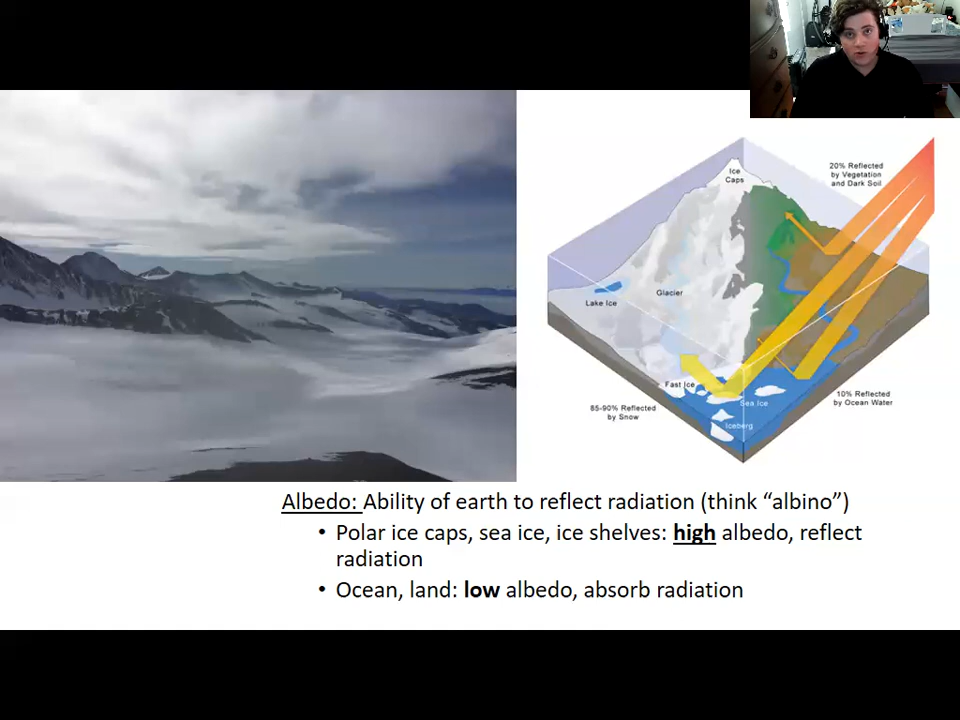 Ice
Caps
20% Reflected
by Vegetation
and Dark Soil
Glacier
Lake Ice
Fast Ice
Sea Ice
Iceberg
85-90% Reflected
by Snow
10% Reflected
by Ocean Water
Albedo: Ability of earth to reflect radiation (think “albino”)
• Polar ice caps, sea ice, ice shelves: high albedo, reflect
radiation
• Ocean, land: low albedo, absorb radiation